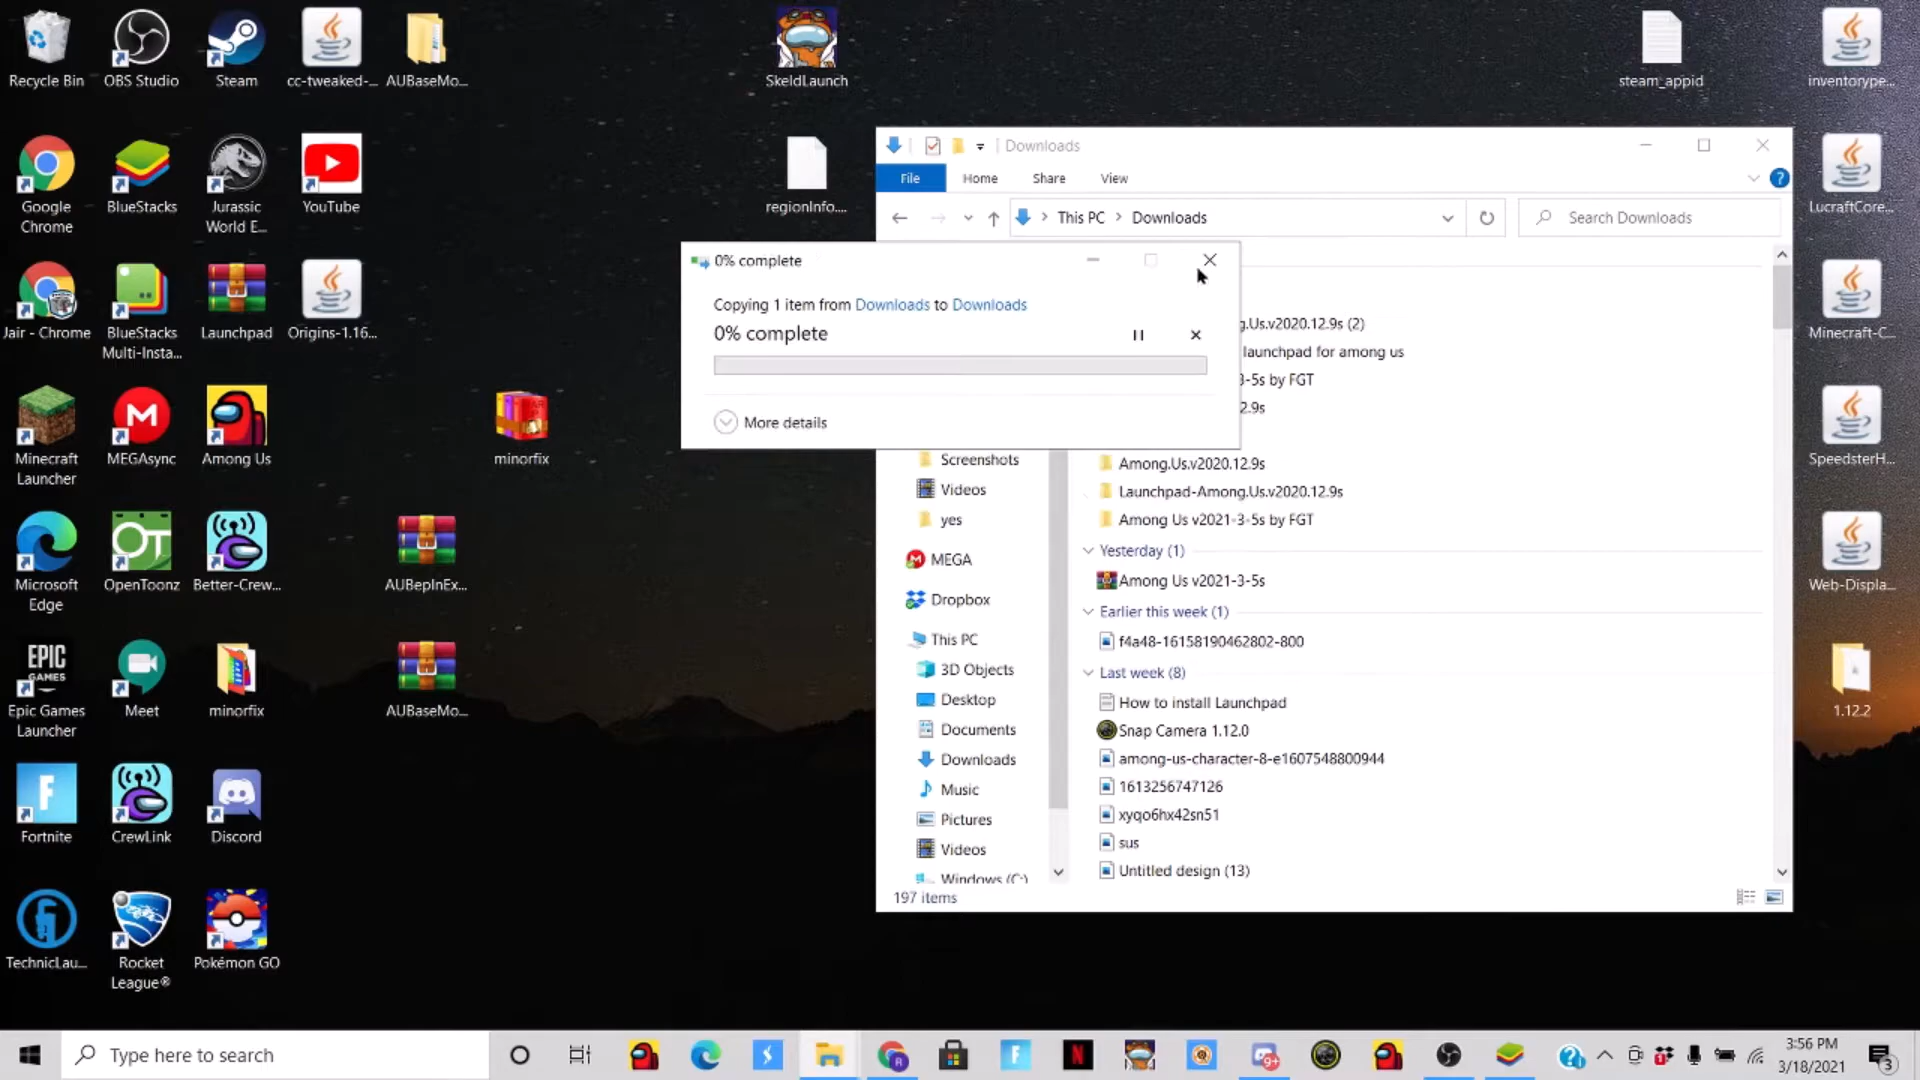 Recycle Bin
OBS Studio
Steam
cc-tweaked-...
AUBaseMo...
SkeldLaunch
steam_appid
inventorype...
Google
Chrome
BlueStacks
Jurassic
World E...
YouTube
regionInfo....
LucraftCore...
Jair - Chrome
BlueStacks
Multi-Insta...
Launchpad
Origins-1.16...
Minecraft-C...
Minecraft
Launcher
MEGAsync
Among Us
minorfix
SpeedsterH...
Microsoft
Edge
OpenToonz
Better-Crew...
AUBepInEx...
Web-Displa...
EPIC
GAMES
Epic Games
Launcher
Meet
minorfix
AUBaseMo...
1.12.2
Fortnite
CrewLink
Discord
TechnicLau...
Rocket
League®
Pokémon GO
Downloads
File
Home
Share
View
This PC
Downloads
Search Downloads
0% complete
Copying 1 item from Downloads to Downloads
0% complete
More details
g.Us.v2020.12.9s (2)
launchpad for among us
3-5s by FGT
2.9s
Screenshots
Videos
yes
MEGA
Dropbox
This PC
3D Objects
Desktop
Documents
Downloads
Music
Pictures
Videos
Windows (C:)
Among.Us.v2020.12.9s
Launchpad-Among.Us.v2020.12.9s
Among Us v2021-3-5s by FGT
Yesterday (1)
Among Us v2021-3-5s
Earlier this week (1)
f4a48-16158190462802-800
Last week (8)
How to install Launchpad
Snap Camera 1.12.0
among-us-character-8-e1607548800944
1613256747126
xyqo6hx42sn51
sus
Untitled design (13)
197 items
Type here to search
9+
3:56 PM
3/18/2021
3